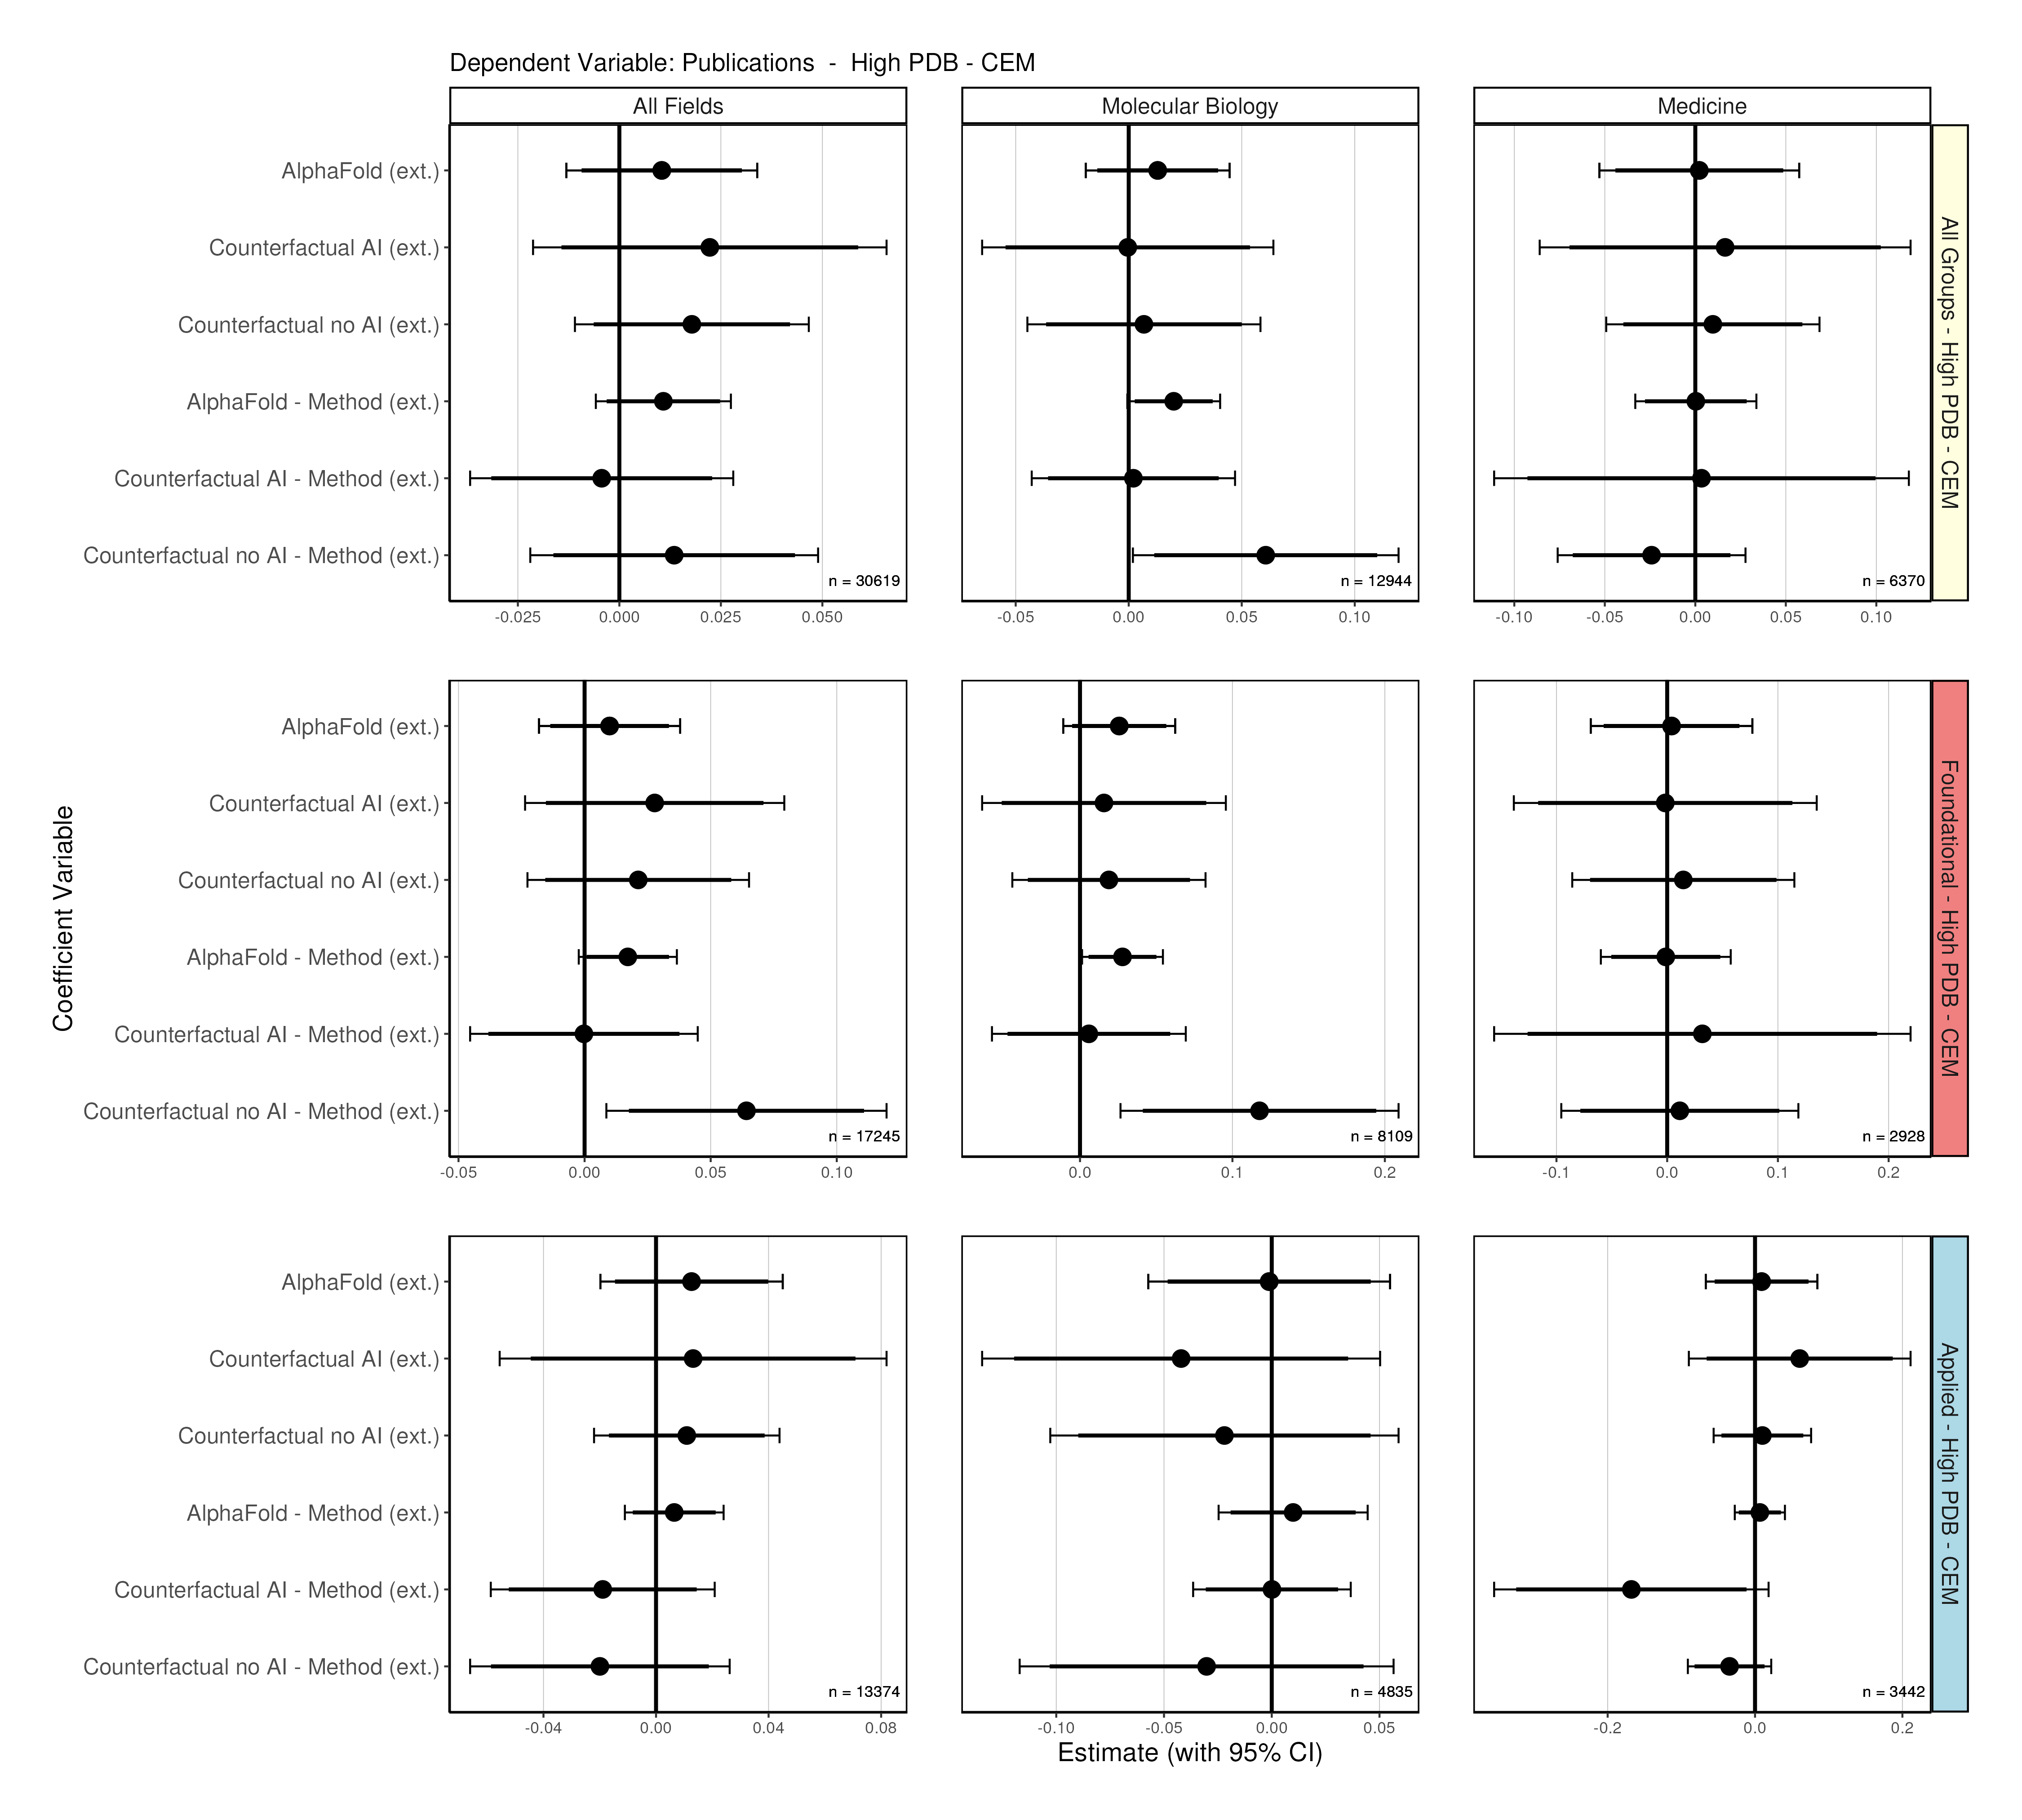 Dependent Variable: Publications - High PDB - CEM
All Fields
Molecular Biology
Medicine
AlphaFold (ext.)
Counterfactual AI (ext.)
Counterfactual no AI (ext.)
AlphaFold - Method (ext.)
Counterfactual AI - Method (ext.)
Counterfactual no AI - Method (ext.)
n = 30619
n = 12944
n = 6370
All Groups - High PDB - CEM
-0.025 0.000 0.025 0.050
-0.05 0.00 0.05 0.10
-0.10 -0.05 0.00 0.05 0.10
Coefficient Variable
AlphaFold (ext.)
Counterfactual AI (ext.)
Counterfactual no AI (ext.)
AlphaFold - Method (ext.)
Counterfactual AI - Method (ext.)
Counterfactual no AI - Method (ext.)
n = 17245
n = 8109
n = 2928
Foundational - High PDB - CEM
-0.05 0.00 0.05 0.10
0.0 0.1 0.2
-0.1 0.0 0.1 0.2
AlphaFold (ext.)
Counterfactual AI (ext.)
Counterfactual no AI (ext.)
AlphaFold - Method (ext.)
Counterfactual AI - Method (ext.)
Counterfactual no AI - Method (ext.)
n = 13374
n = 4835
n = 3442
Applied - High PDB - CEM
-0.04 0.00 0.04 0.08
-0.10 -0.05 0.00 0.05
-0.2 0.0 0.2
Estimate (with 95% CI)